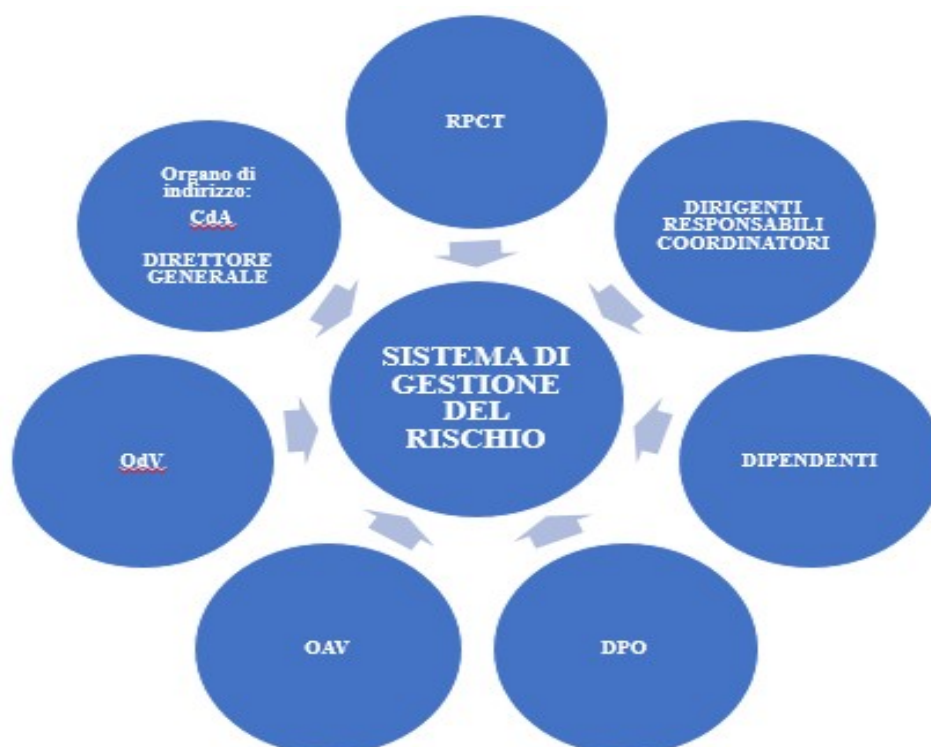 RPCT
Organo di
indirizzo:
CdA
DIRETTORE
GENERALE
DIRIGENTI
RESPONSABILI
COORDINATORI
SISTEMA DI
GESTIONE
DEL
RISCHIO
OdV
DIPENDENTI
OAV
DPO